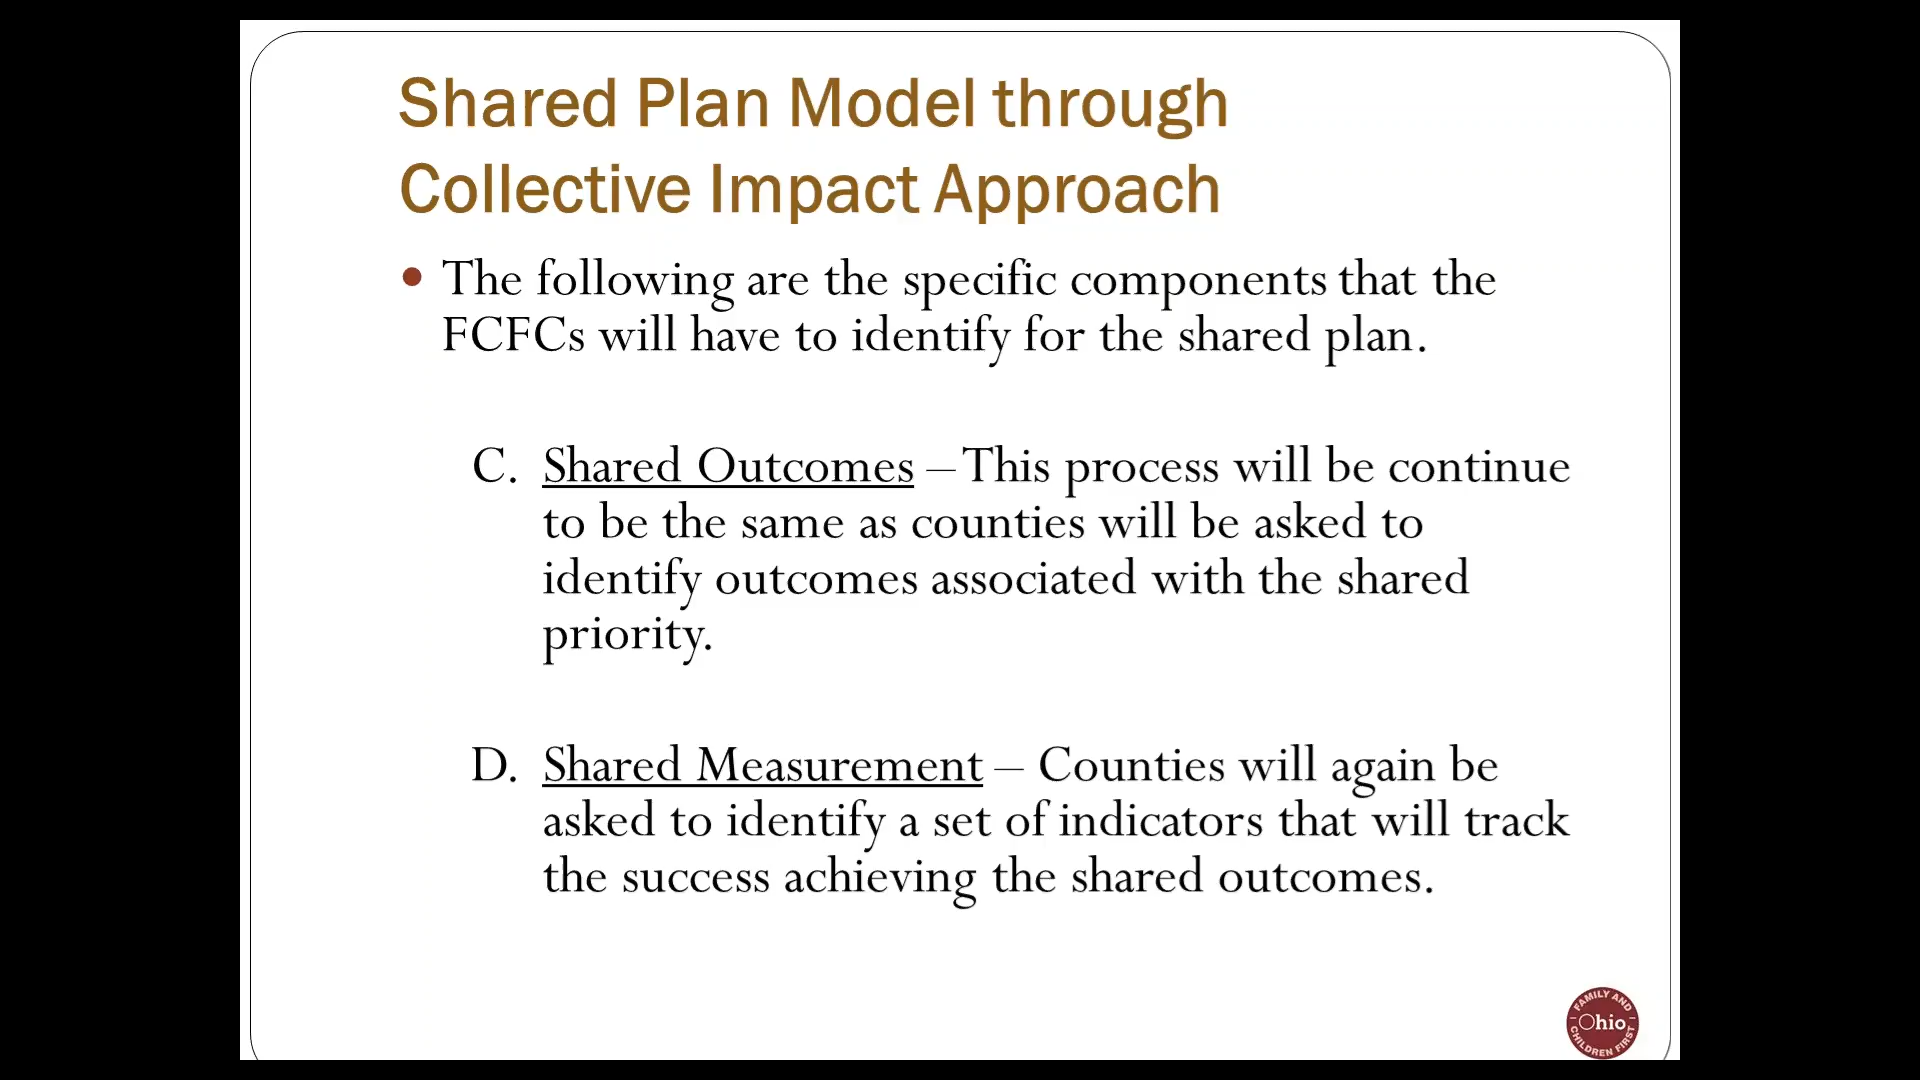 Shared Plan Model through
Collective Impact Approach
• The following are the specific components that the
FCFCs will have to identify for the shared plan.
C. Shared Outcomes – This process will be continue
to be the same as counties will be asked to
identify outcomes associated with the shared
priority.
D. Shared Measurement – Counties will again be
asked to identify a set of indicators that will track
the success achieving the shared outcomes.
FAMILY AND
Ohio
CHILDREN FIRST